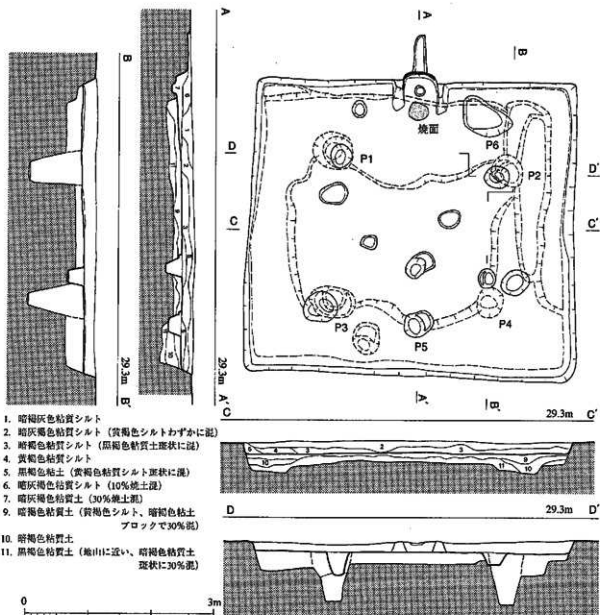 A
A
B
B
焼面
P6
D
P1
P2
D'
C
C'
P3
P4
P5
29.3m
B'
29.3m
A'
A'
B'
C
29.3m
C'
1. 暗褐灰色粘質シルト
2. 暗灰褐色粘質シルト(黄褐色シルトわずかに混)
3. 暗褐色粘質シルト(黒褐色粘質土斑状に混)
4. 黄褐色粘質シルト
5. 黒褐色粘土(黄褐色粘質シルト斑状に混)
6. 暗灰褐色粘質シルト(10%焼土混)
7. 暗灰褐色粘質土(30%焼土混)
9. 暗褐色粘質土(黄褐色シルト、暗褐色粘土
ブロックで30%混)
10. 暗褐色粘質土
11. 黒褐色粘質土(地山に近い、暗褐色粘質土
斑状に30%混)
6 4 3 2 3 9
10 11 10
D
29.3m
D'
0
3m